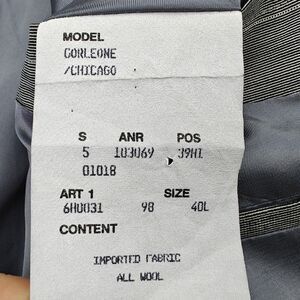 MODEL
CORLEONE
/CHICAGO
S ANR POS
5 103069 39HI
01018
ART 1 SIZE
6H0031 98 40L
CONTENT
IMPORTED FABRIC
ALL WOOL